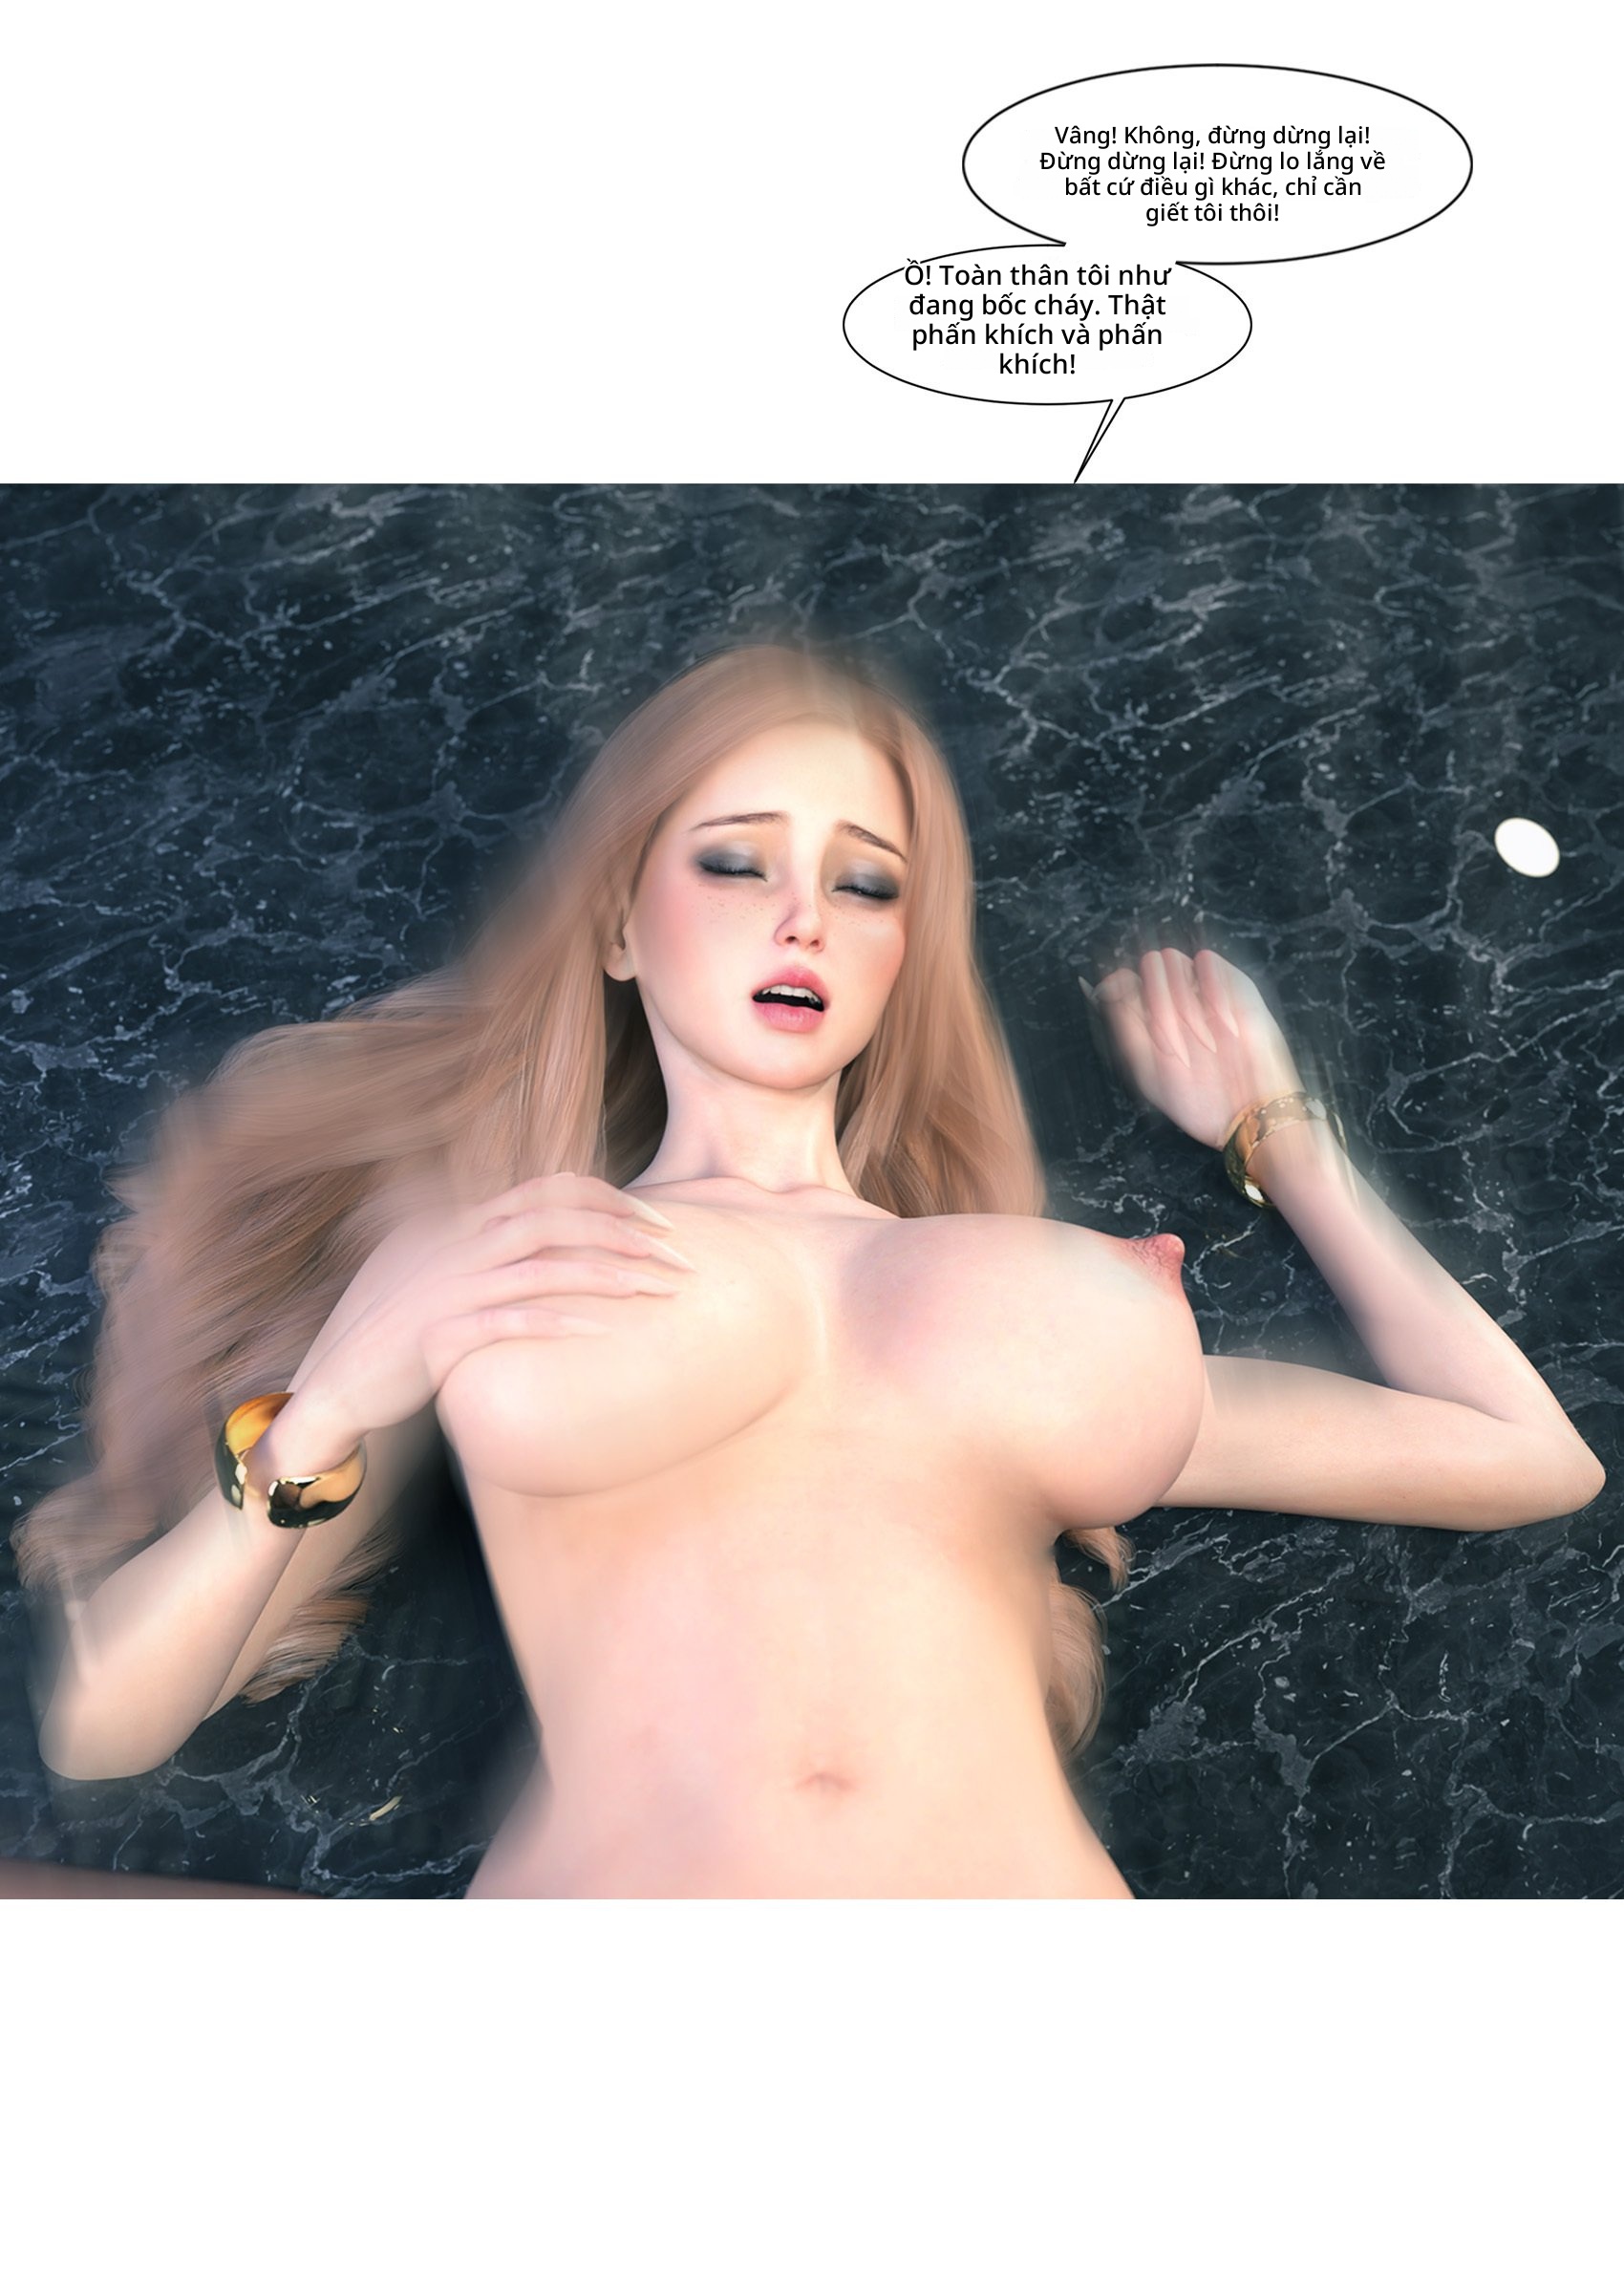 Vâng! Không, đừng dừng lại!
Đừng dừng lại! Đừng lo lắng về
bất cứ điều gì khác, chỉ cần
giết tôi thôi!
Ồ! Toàn thân tôi như
đang bốc cháy. Thật
phấn khích và phấn
khích!